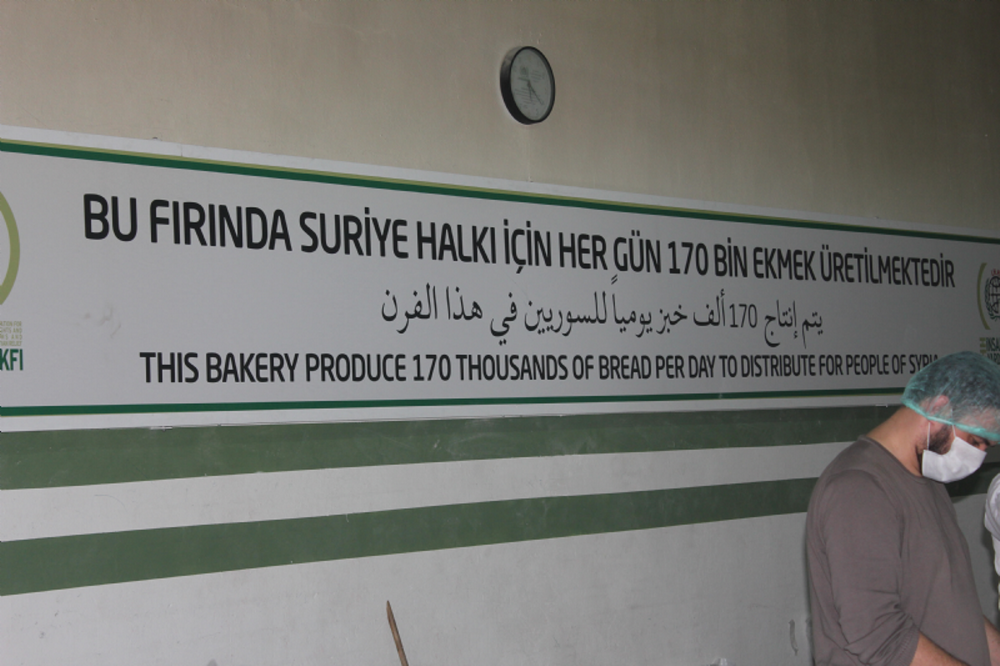 BU FIRINDA SURİYE HALKI İÇİN HER GÜN 170 BİN EKMEK ÜRETİLMEKTEDİR
يتم إنتاج 170 ألف خبز يومياً للسوريين في هذا الفرن
THIS BAKERY PRODUCE 170 THOUSANDS OF BREAD PER DAY TO DISTRIBUTE FOR PEOPLE OF SYRIA
KFI
İNSA